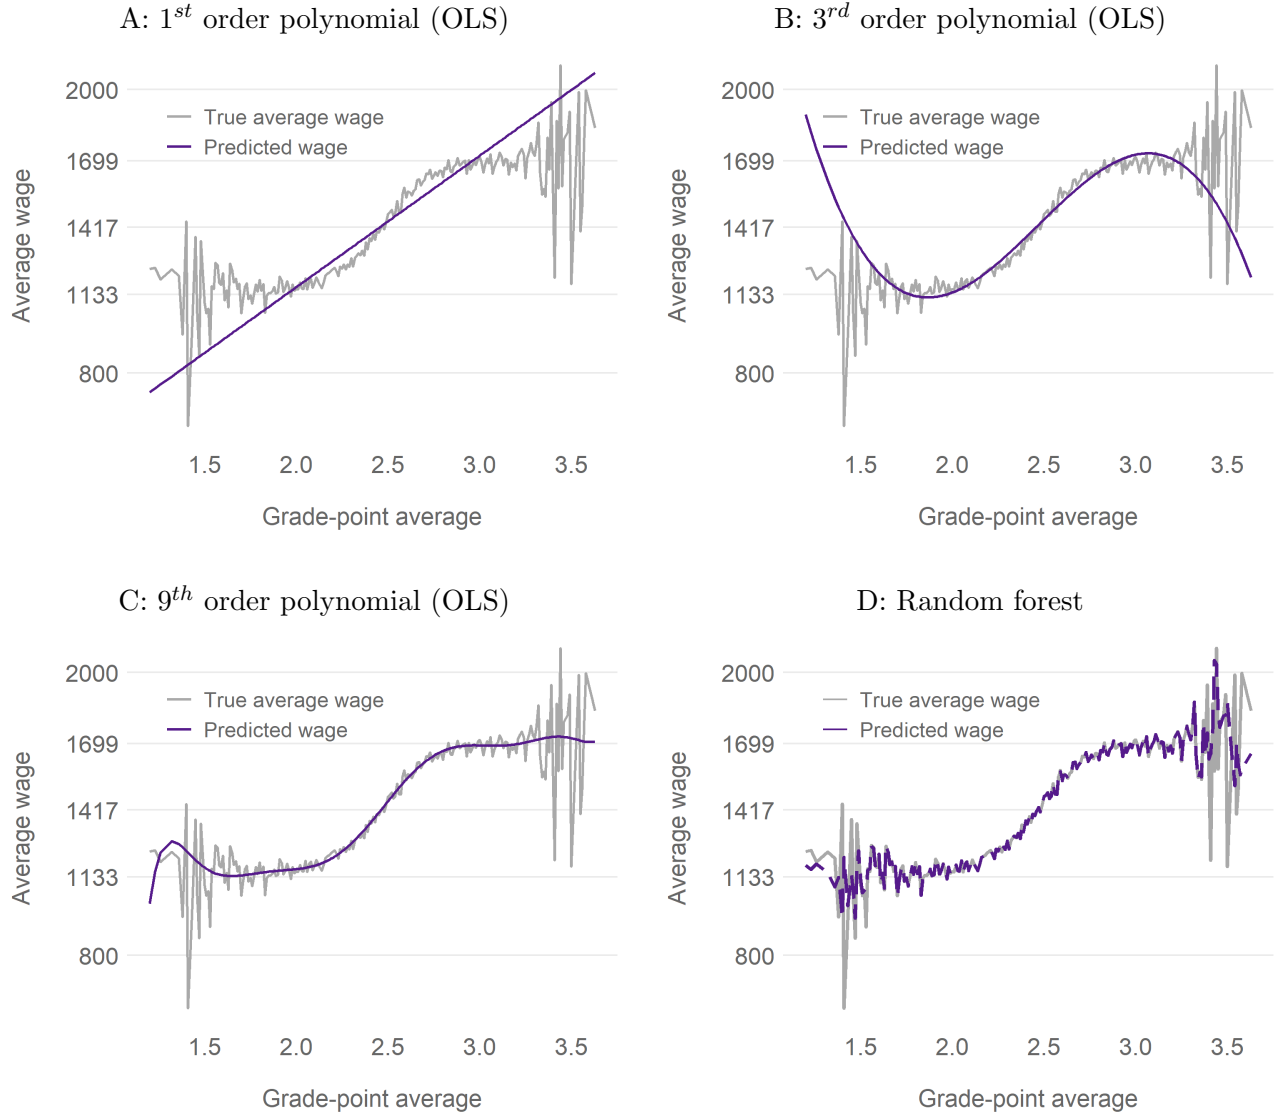 A: 1st order polynomial (OLS)
2000
1699
1417
1133
800
True average wage
Predicted wage
Average wage
1.5 2.0 2.5 3.0 3.5
Grade-point average
B: 3rd order polynomial (OLS)
2000
1699
1417
1133
800
True average wage
Predicted wage
Average wage
1.5 2.0 2.5 3.0 3.5
Grade-point average
C: 9th order polynomial (OLS)
2000
1699
1417
1133
800
True average wage
Predicted wage
Average wage
1.5 2.0 2.5 3.0 3.5
Grade-point average
D: Random forest
2000
1699
1417
1133
800
True average wage
Predicted wage
Average wage
1.5 2.0 2.5 3.0 3.5
Grade-point average